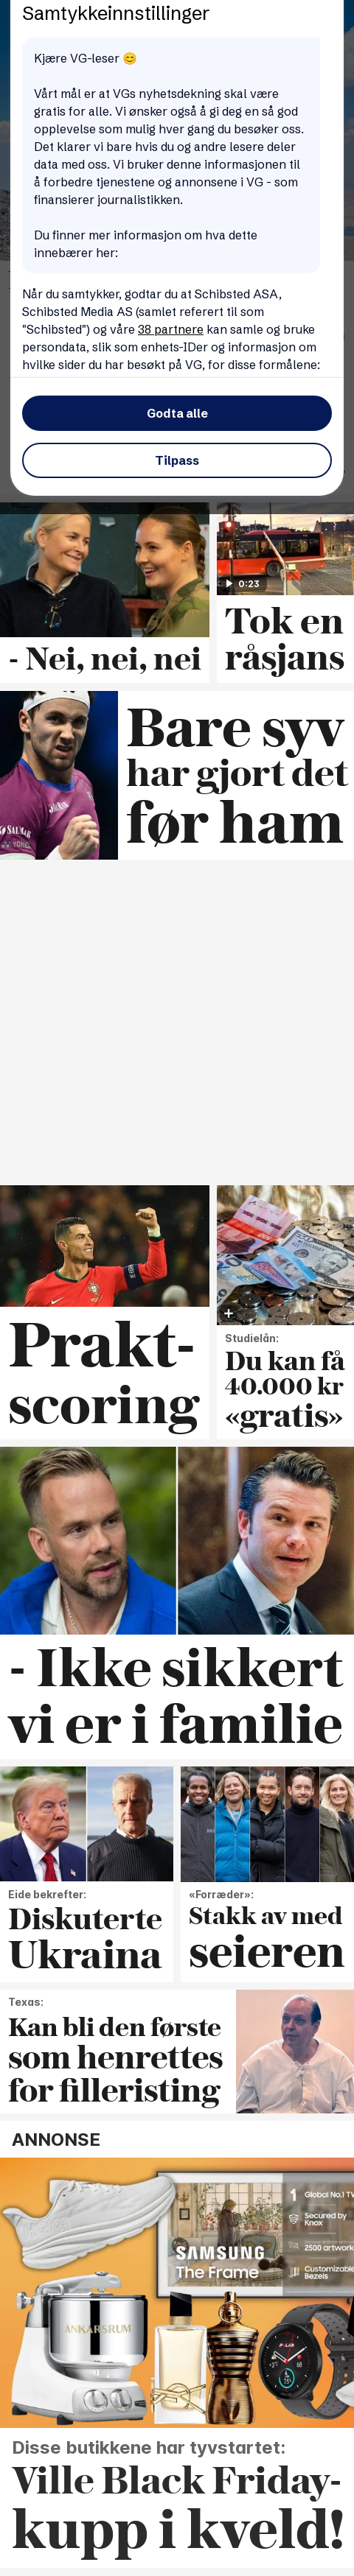 Samtykkeinnstillinger
Kjære VG-leser 😊
Vårt mål er at VGs nyhetsdekning skal være
gratis for alle. Vi ønsker også å gi deg en så god
opplevelse som mulig hver gang du besøker oss.
Det klarer vi bare hvis du og andre lesere deler
data med oss. Vi bruker denne informasjonen til
å forbedre tjenestene og annonsene i VG - som
finansierer journalistikken.
Du finner mer informasjon om hva dette
innebærer her:
Når du samtykker, godtar du at Schibsted ASA,
Schibsted Media AS (samlet referert til som
"Schibsted") og våre 38 partnere kan samle og bruke
persondata, slik som enhets-IDer og informasjon om
hvilke sider du har besøkt på VG, for disse formålene:
Godta alle
Tilpass
0:23
- Nei, nei, nei
Tok en
råsjans
SALMAR
YONEX
Bare syv
har gjort det
før ham
Prakt-
scoring
+
Studielån:
Du kan få
40.000 kr
«gratis»
- Ikke sikkert
vi er i familie
Eide bekrefter:
Diskuterte
Ukraina
«Forræder»:
Stakk av med
seieren
Texas:
Kan bli den første
som henrettes
for filleristing
ANNONSE
1 Global No.1 TV
Secured by
Knox
2500 artwork
Customizable
Bezels
SAMSUNG
The Frame
ANKARSRUM
Disse butikkene har tyvstartet:
Ville Black Friday-
kupp i kveld!